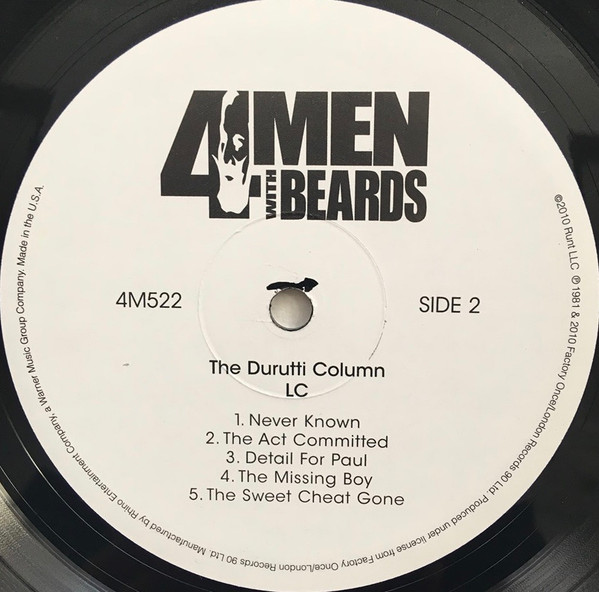 4 MEN
WITH BEARDS
4M522
SIDE 2
The Durutti Column
LC
1. Never Known
2. The Act Committed
3. Detail For Paul
4. The Missing Boy
5. The Sweet Cheat Gone
©2010 Runt LLC ℗ 1981 & 2010 Factory Once/London Records 90 Ltd. Produced under license from Factory Once/London Records 90 Ltd. Manufactured by Rhino Entertainment Company, a Warner Music Group Company. Made in the U.S.A.